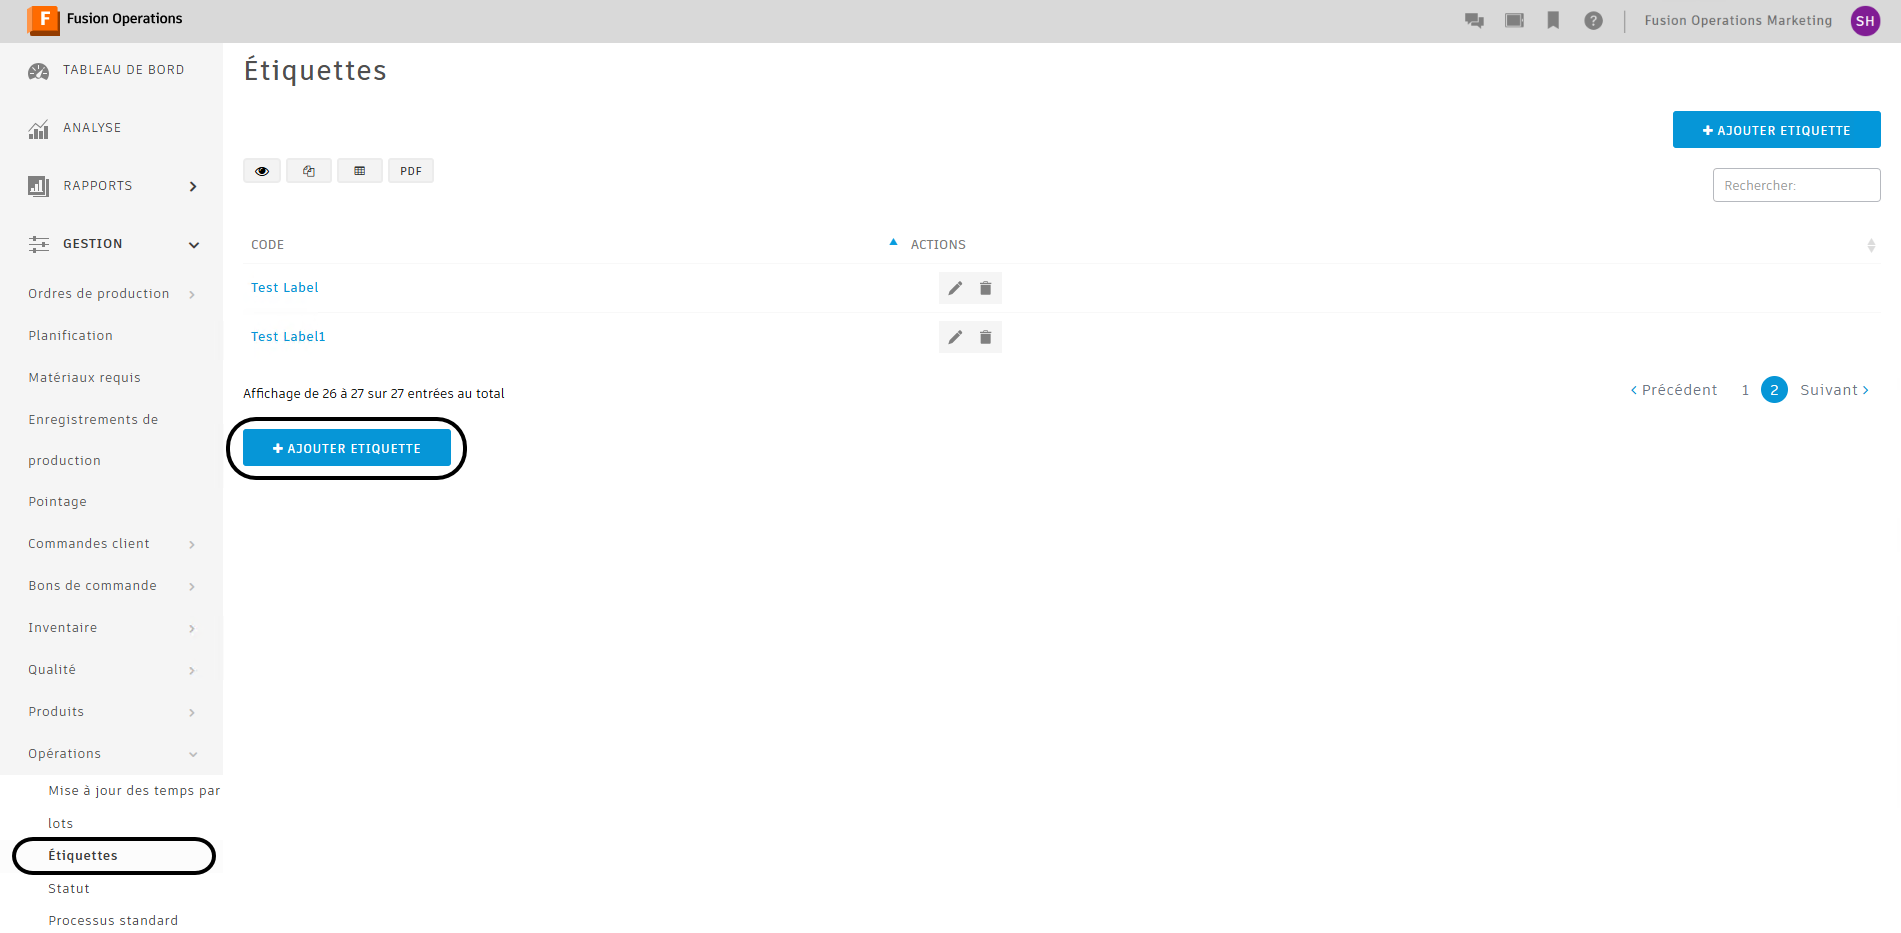 F Fusion Operations
? Fusion Operations Marketing SH
TABLEAU DE BORD
ANALYSE
RAPPORTS
GESTION
Ordres de production
Planification
Matériaux requis
Enregistrements de
production
Pointage
Commandes client
Bons de commande
Inventaire
Qualité
Produits
Opérations
Mise à jour des temps par
lots
Étiquettes
Statut
Processus standard
Étiquettes
+ AJOUTER ETIQUETTE
PDF
Rechercher:
CODE ACTIONS
Test Label
Test Label1
Affichage de 26 à 27 sur 27 entrées au total
‹ Précédent 1 2 Suivant ›
+ AJOUTER ETIQUETTE